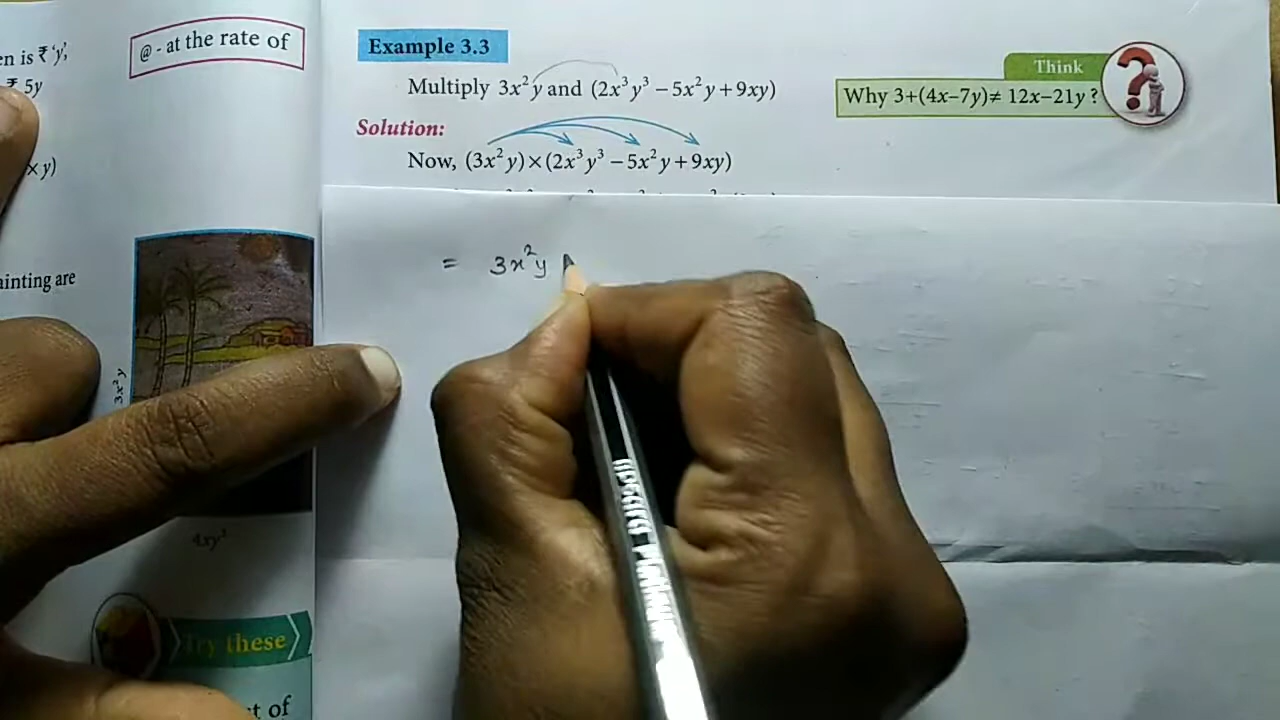 en is ₹ 'y',
₹ 5y
× y)
ainting are
@ - at the rate of
3x²y
4xy³
Try these
t of
Example 3.3
Multiply 3x²y and (2x³y³ – 5x²y + 9xy)
Solution:
Now, (3x²y)×(2x³y³ – 5x²y + 9xy)
Think
Why 3+(4x–7y)≠ 12x–21y ?
= 3x²y